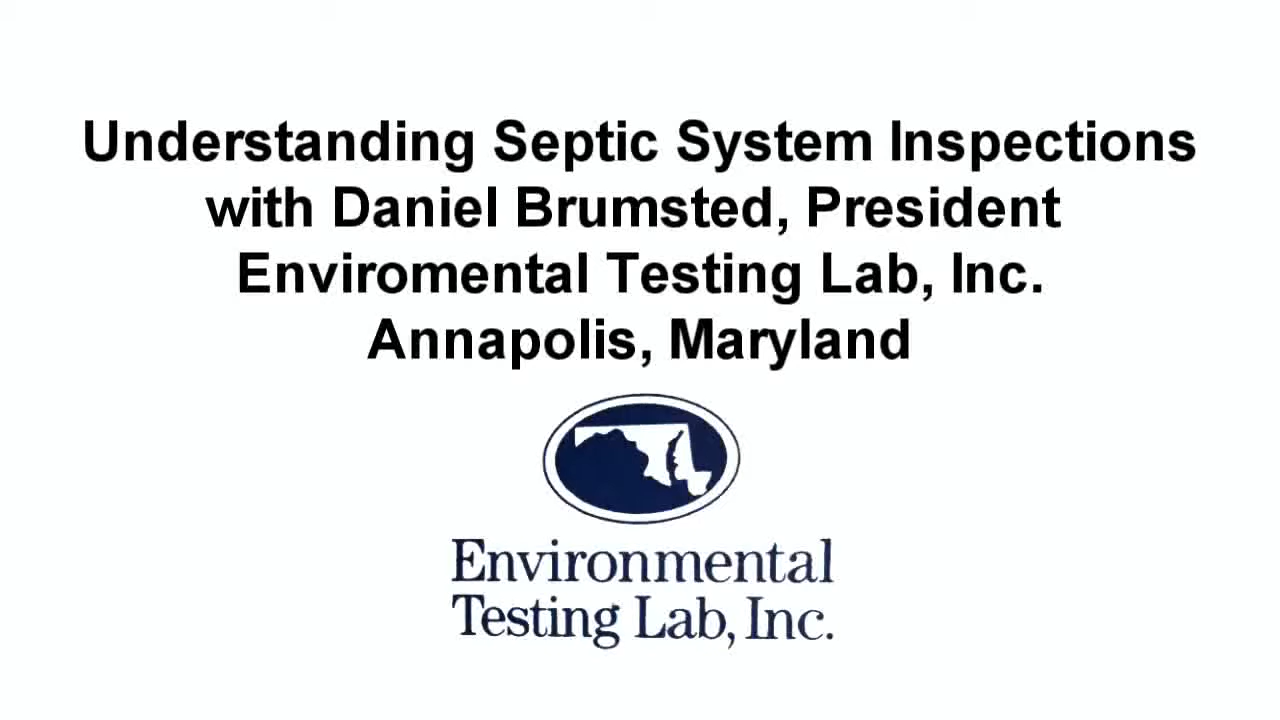 Understanding Septic System Inspections
with Daniel Brumsted, President
Enviromental Testing Lab, Inc.
Annapolis, Maryland
Environmental
Testing Lab, Inc.